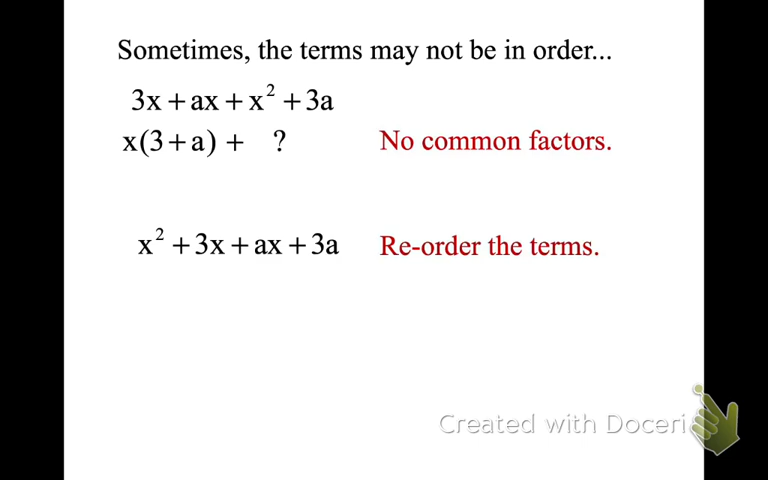 Sometimes, the terms may not be in order...
3x + ax + x² + 3a
x(3 + a) + ? No common factors.
x² + 3x + ax + 3a Re-order the terms.
Created with Doceri